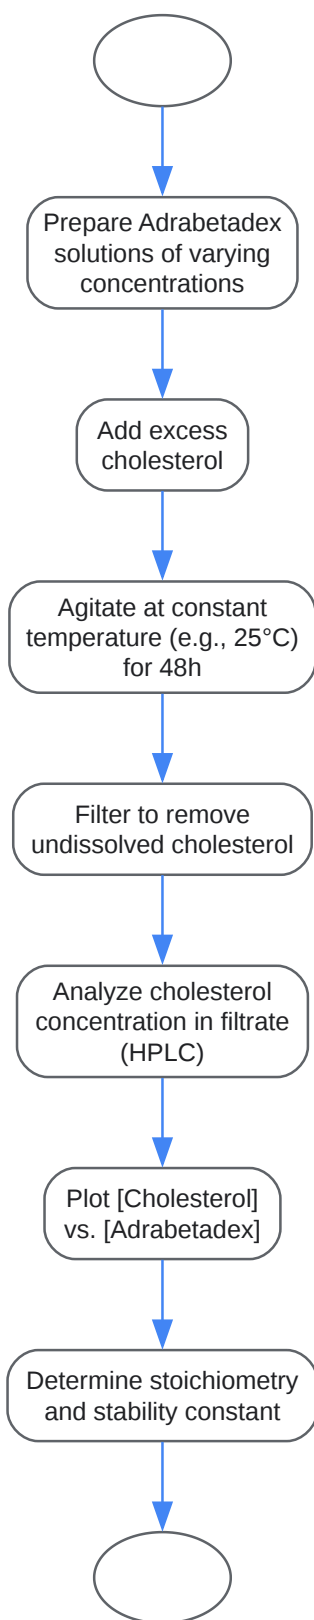 Prepare Adrabetadex
solutions of varying
concentrations
Add excess
cholesterol
Agitate at constant
temperature (e.g., 25°C)
for 48h
Filter to remove
undissolved cholesterol
Analyze cholesterol
concentration in filtrate
(HPLC)
Plot [Cholesterol]
vs. [Adrabetadex]
Determine stoichiometry
and stability constant